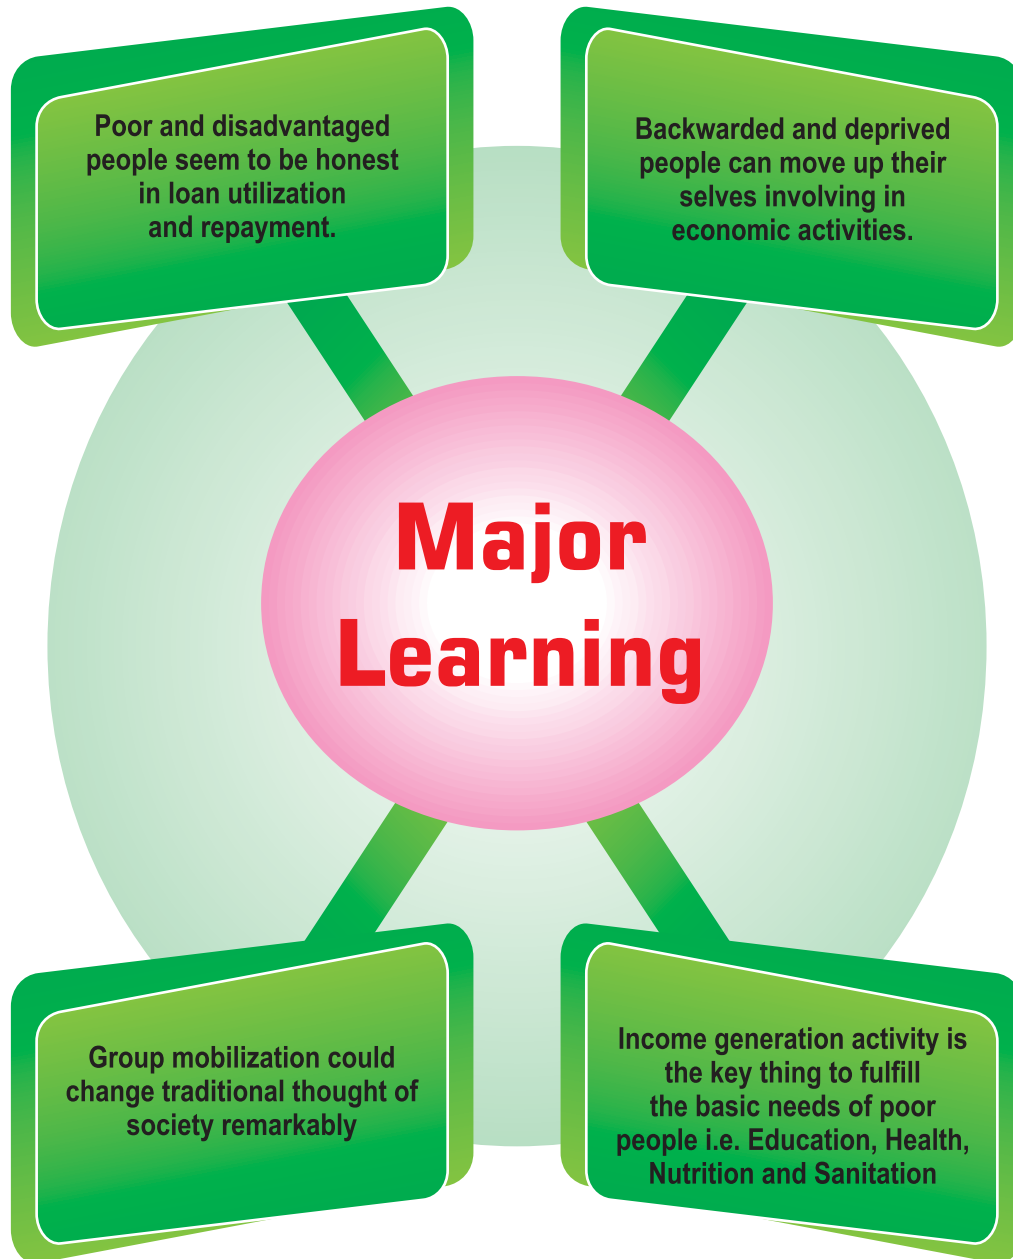 Poor and disadvantaged
people seem to be honest
in loan utilization
and repayment.
Backwarded and deprived
people can move up their
selves involving in
economic activities.
Major
Learning
Group mobilization could
change traditional thought of
society remarkably
Income generation activity is
the key thing to fulfill
the basic needs of poor
people i.e. Education, Health,
Nutrition and Sanitation